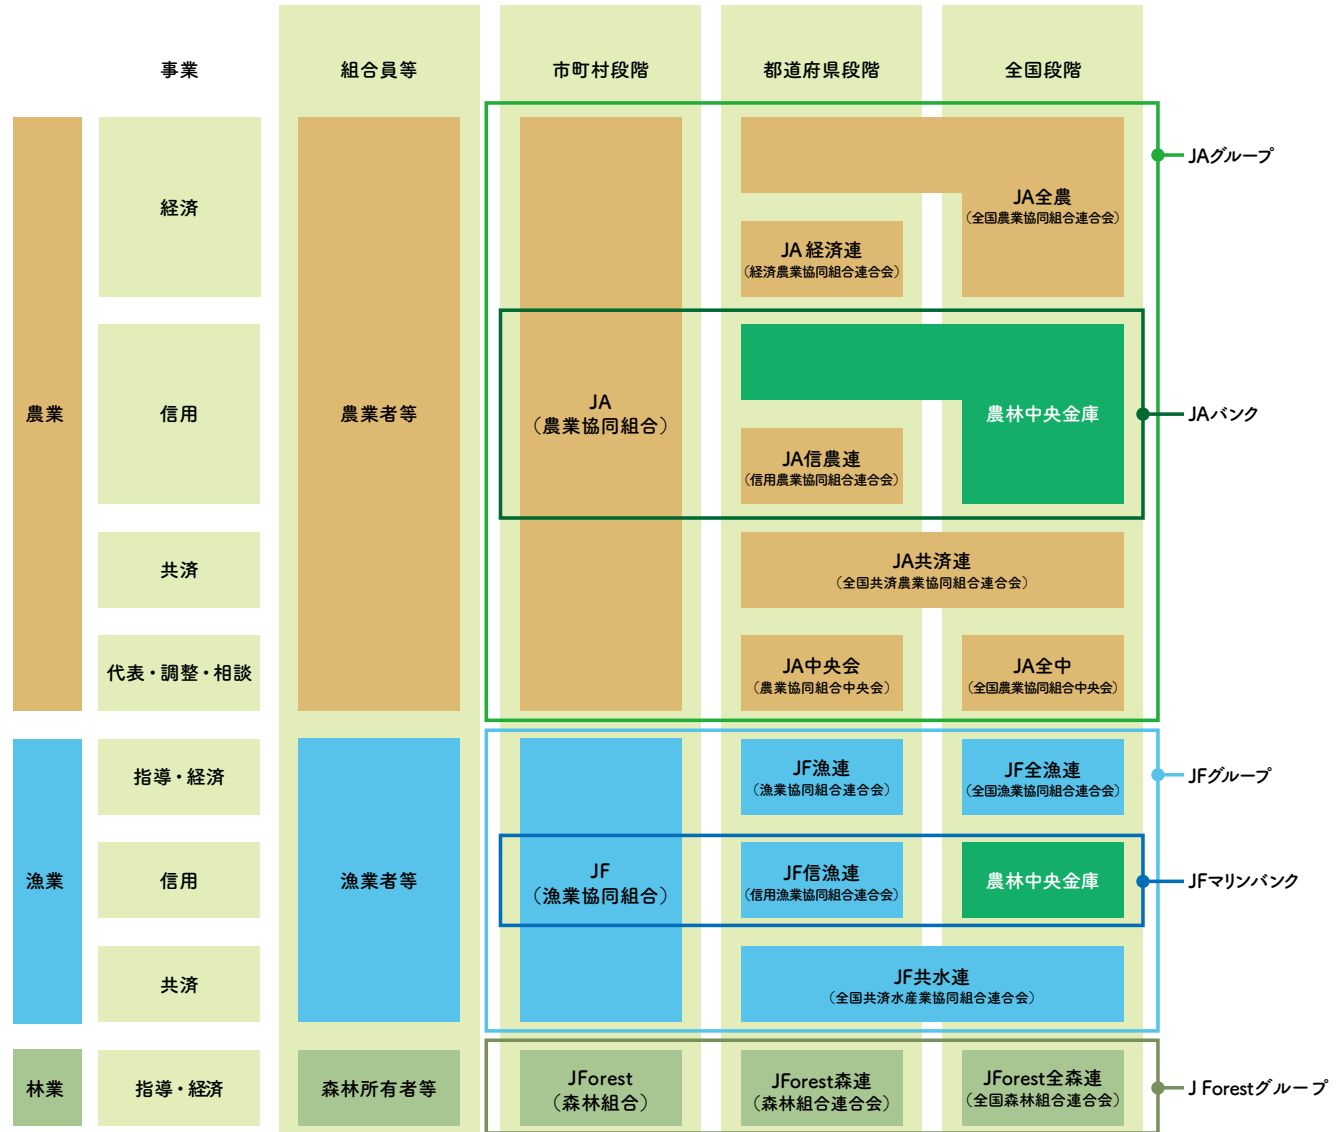 事業
組合員等
市町村段階
都道府県段階
全国段階
農業
経済
信用
共済
代表・調整・相談
農業者等
JA
（農業協同組合）
JA全農
（全国農業協同組合連合会）
JA 経済連
（経済農業協同組合連合会）
農林中央金庫
JA信農連
（信用農業協同組合連合会）
JA共済連
（全国共済農業協同組合連合会）
JA中央会
（農業協同組合中央会）
JA全中
（全国農業協同組合中央会）
JAグループ
JAバンク
漁業
指導・経済
信用
共済
漁業者等
JF
（漁業協同組合）
JF漁連
（漁業協同組合連合会）
JF全漁連
（全国漁業協同組合連合会）
JF信漁連
（信用漁業協同組合連合会）
農林中央金庫
JF共水連
（全国共済水産業協同組合連合会）
JFグループ
JFマリンバンク
林業
指導・経済
森林所有者等
JForest
（森林組合）
JForest森連
（森林組合連合会）
JForest全森連
（全国森林組合連合会）
J Forestグループ